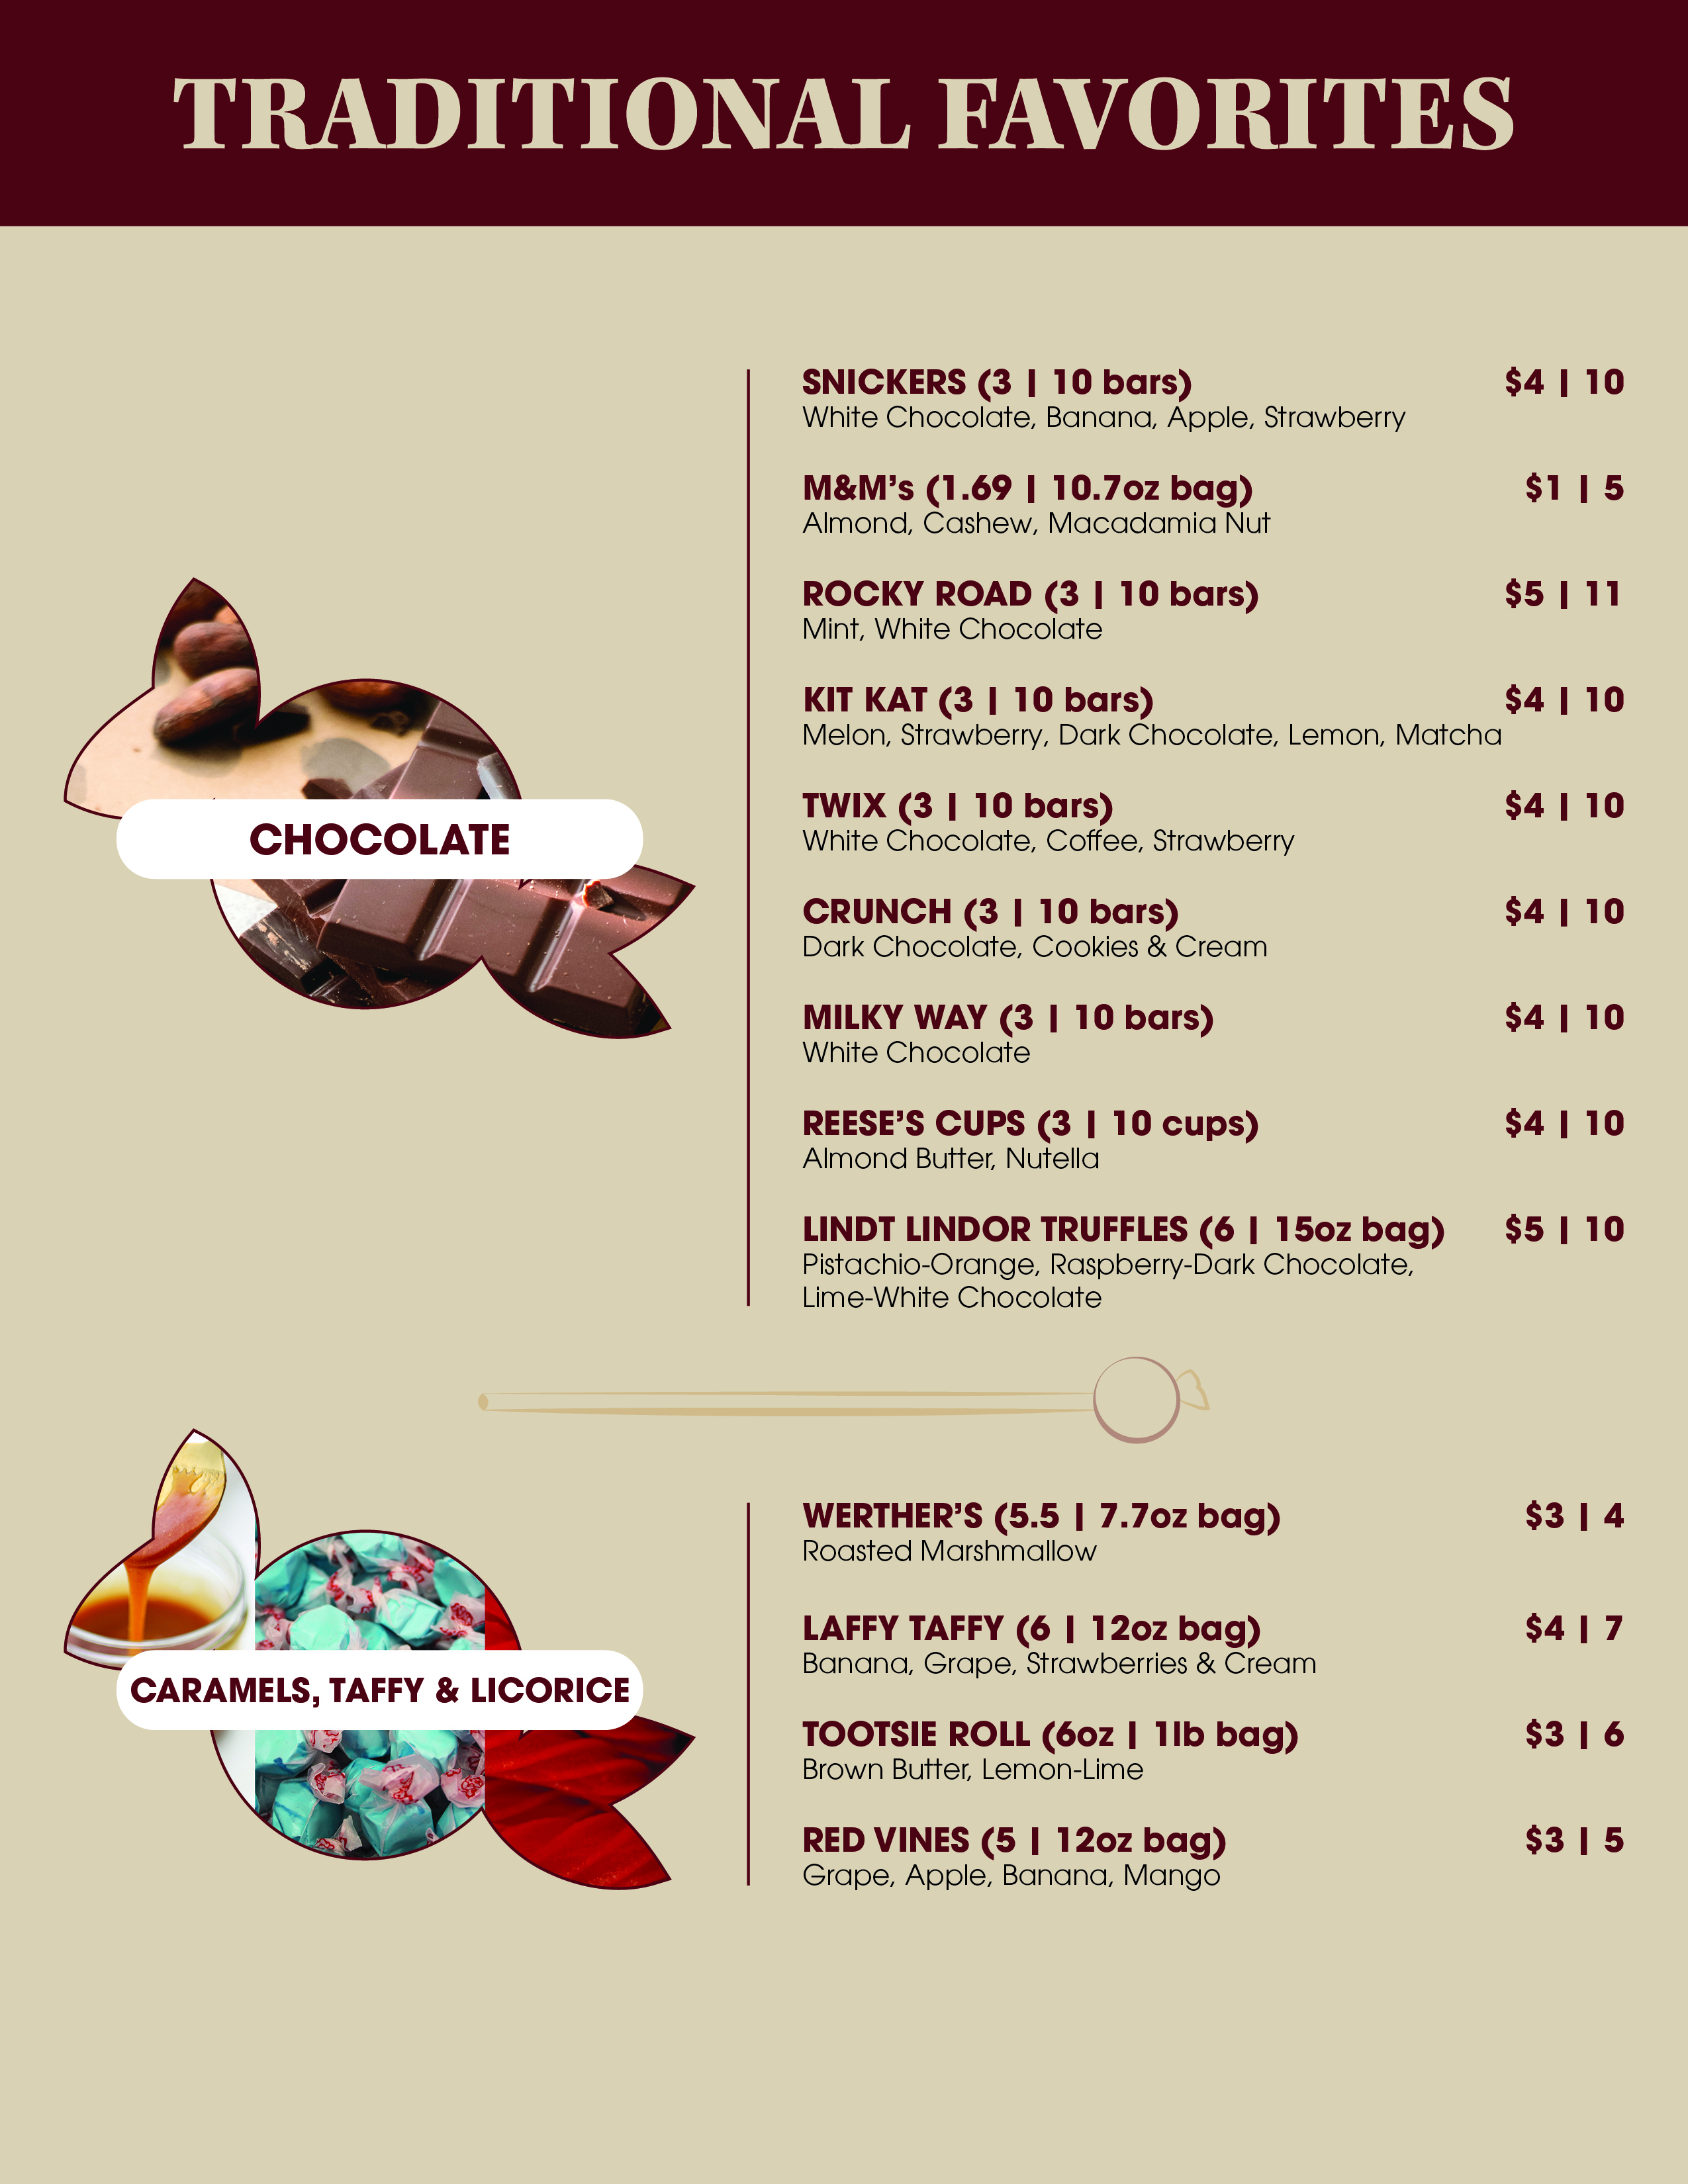 TRADITIONAL FAVORITES
CHOCOLATE
SNICKERS (3 | 10 bars) $4 | 10
White Chocolate, Banana, Apple, Strawberry
M&M’s (1.69 | 10.7oz bag) $1 | 5
Almond, Cashew, Macadamia Nut
ROCKY ROAD (3 | 10 bars) $5 | 11
Mint, White Chocolate
KIT KAT (3 | 10 bars) $4 | 10
Melon, Strawberry, Dark Chocolate, Lemon, Matcha
TWIX (3 | 10 bars) $4 | 10
White Chocolate, Coffee, Strawberry
CRUNCH (3 | 10 bars) $4 | 10
Dark Chocolate, Cookies & Cream
MILKY WAY (3 | 10 bars) $4 | 10
White Chocolate
REESE’S CUPS (3 | 10 cups) $4 | 10
Almond Butter, Nutella
LINDT LINDOR TRUFFLES (6 | 15oz bag) $5 | 10
Pistachio-Orange, Raspberry-Dark Chocolate,
Lime-White Chocolate
CARAMELS, TAFFY & LICORICE
WERTHER’S (5.5 | 7.7oz bag) $3 | 4
Roasted Marshmallow
LAFFY TAFFY (6 | 12oz bag) $4 | 7
Banana, Grape, Strawberries & Cream
TOOTSIE ROLL (6oz | 1lb bag) $3 | 6
Brown Butter, Lemon-Lime
RED VINES (5 | 12oz bag) $3 | 5
Grape, Apple, Banana, Mango